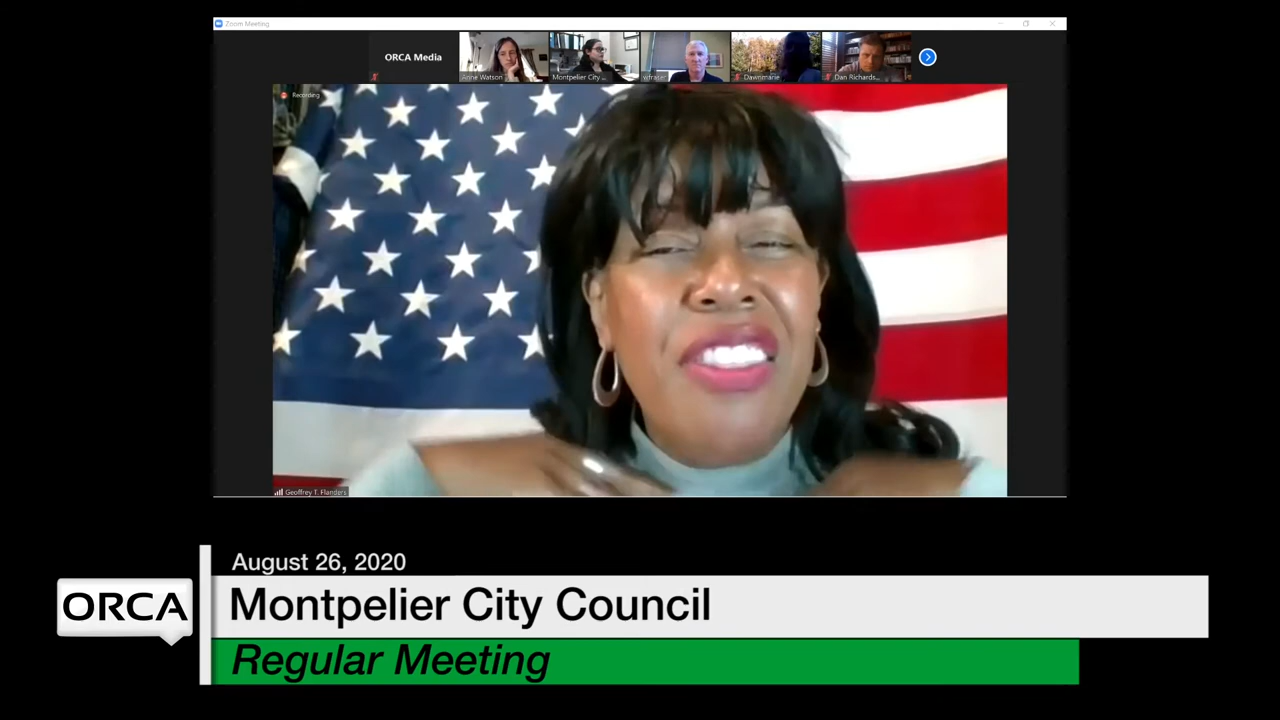 Zoom Meeting
ORCA Media
Anne Watson
Montpelier City ...
wfraser
Dawnmarie
Dan Richards...
Recording
Geoffrey T. Flanders
August 26, 2020
ORCA
Montpelier City Council
Regular Meeting